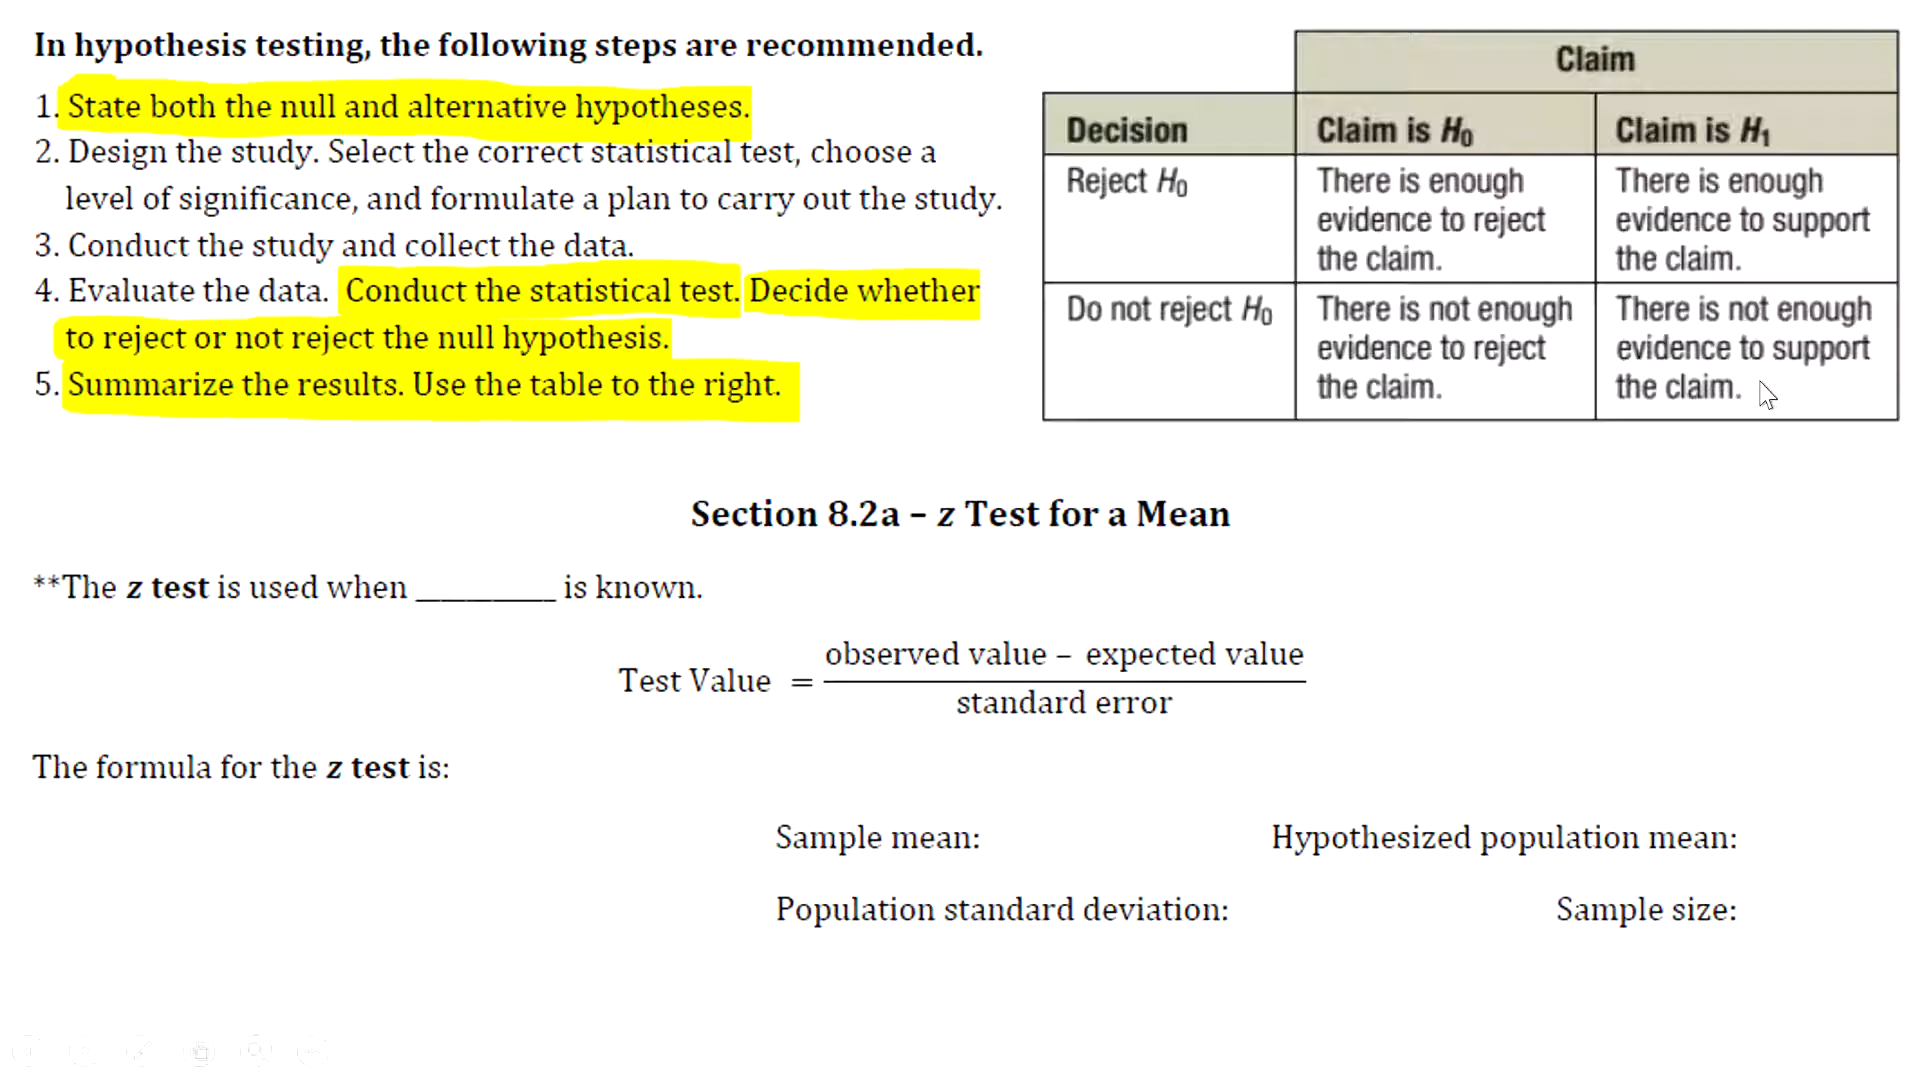 In hypothesis testing, the following steps are recommended.
1. State both the null and alternative hypotheses.
2. Design the study. Select the correct statistical test, choose a
level of significance, and formulate a plan to carry out the study.
3. Conduct the study and collect the data.
4. Evaluate the data. Conduct the statistical test. Decide whether
to reject or not reject the null hypothesis.
5. Summarize the results. Use the table to the right.
Claim
Decision
Claim is H₀
Claim is H₁
Reject H₀
There is enough
evidence to reject
the claim.
There is enough
evidence to support
the claim.
Do not reject H₀
There is not enough
evidence to reject
the claim.
There is not enough
evidence to support
the claim.
Section 8.2a – z Test for a Mean
**The z test is used when ________ is known.
observed value – expected value
Test Value =
standard error
The formula for the z test is:
Sample mean:
Hypothesized population mean:
Population standard deviation:
Sample size: